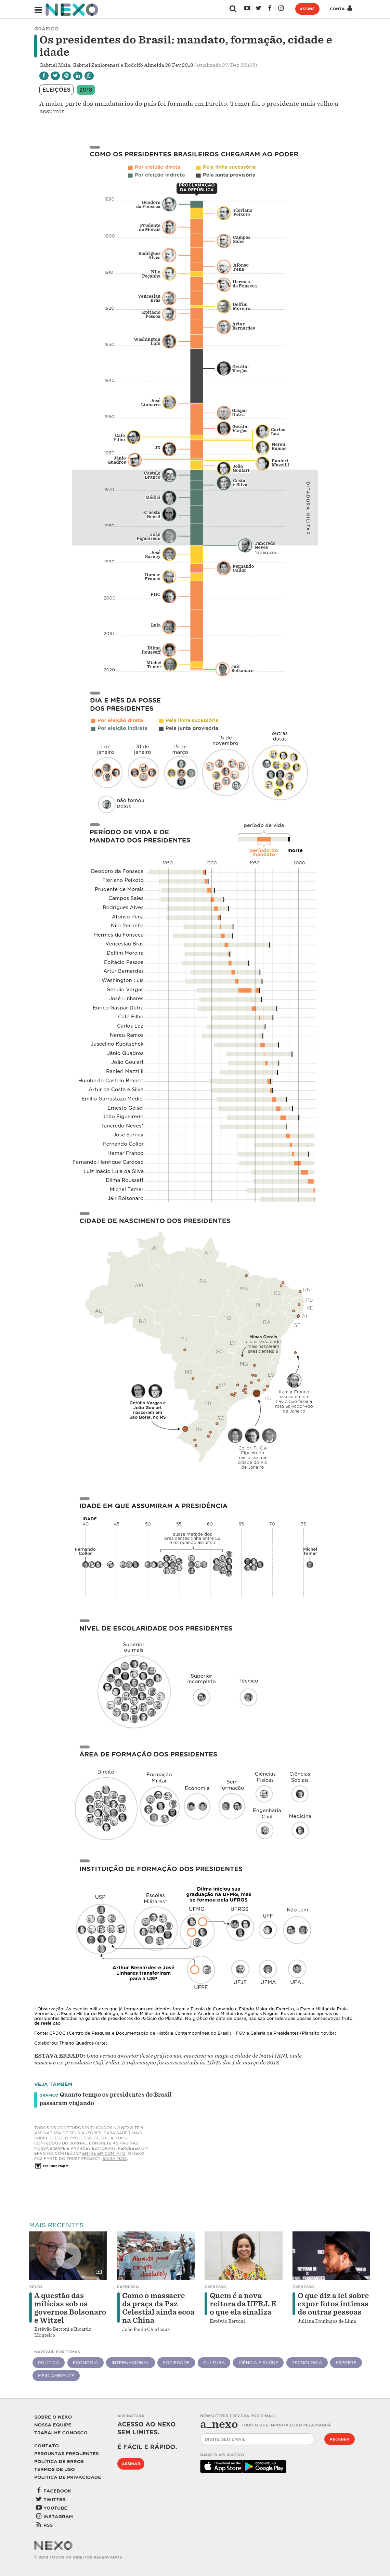 NEXO
ASSINE
CONTA
GRÁFICO
Os presidentes do Brasil: mandato, formação, cidade e
idade
Gabriel Maia, Gabriel Zanlorenssi e Rodolfo Almeida 28 Fev 2018 (atualizado 27/Dez 20h06)
ELEIÇÕES 2018
A maior parte dos mandatários do país foi formada em Direito. Temer foi o presidente mais velho a
assumir
COMO OS PRESIDENTES BRASILEIROS CHEGARAM AO PODER
Por eleição direta
Pela linha sucessória
Por eleição indireta
Pela junta provisória
PROCLAMAÇÃO
DA REPÚBLICA
1890
Deodoro
da Fonseca
Floriano
Peixoto
Prudente
de Morais
1900
Campos
Sales
Rodrigues
Alves
Afonso
Pena
1910
Nilo
Peçanha
Hermes
da Fonseca
Venceslau
Brás
Delfim
Moreira
1920
Epitácio
Pessoa
Artur
Bernardes
Washington
Luís
1930
Getúlio
Vargas
1940
José
Linhares
Gaspar
Dutra
1950
Getúlio
Vargas
Carlos
Luz
Café
Filho
Nereu
Ramos
JK
1960
Jânio
Quadros
Ranieri
Mazzilli
João
Goulart
Castelo
Branco
Costa
e Silva
1970
Médici
Ernesto
Geisel
DITADURA MILITAR
1980
João
Figueiredo
Tancredo
Neves
Não assumiu
José
Sarney
1990
Fernando
Collor
Itamar
Franco
FHC
2000
Lula
2010
Dilma
Rousseff
Michel
Temer
Jair
Bolsonaro
2020
DIA E MÊS DA POSSE
DOS PRESIDENTES
Por eleição direta
Pela linha sucessória
Por eleição indireta
Pela junta provisória
1 de
janeiro
31 de
janeiro
15 de
março
15 de
novembro
outras
datas
não tomou
posse
PERÍODO DE VIDA E DE
MANDATO DOS PRESIDENTES
período de vida
período do
mandato
morte
1850 1900 1950 2000
Deodoro da Fonseca
Floriano Peixoto
Prudente de Morais
Campos Sales
Rodrigues Alves
Afonso Pena
Nilo Peçanha
Hermes da Fonseca
Venceslau Brás
Delfim Moreira
Epitácio Pessoa
Artur Bernardes
Washington Luís
Getúlio Vargas
José Linhares
Eurico Gaspar Dutra
Café Filho
Carlos Luz
Nereu Ramos
Juscelino Kubitschek
Jânio Quadros
João Goulart
Ranieri Mazzilli
Humberto Castelo Branco
Artur da Costa e Silva
Emílio Garrastazu Médici
Ernesto Geisel
João Figueiredo
Tancredo Neves*
José Sarney
Fernando Collor
Itamar Franco
Fernando Henrique Cardoso
Luiz Inácio Lula da Silva
Dilma Rousseff
Michel Temer
Jair Bolsonaro
CIDADE DE NASCIMENTO DOS PRESIDENTES
RR
AP
AM
PA
MA
CE
RN
PB
PE
AL
SE
PI
AC
RO
TO
BA
MT
DF
GO
Minas Gerais
é o estado onde
mais nasceram
presidentes: 9
MG
ES
MS
SP
RJ
PR
SC
RS
Getúlio Vargas e
João Goulart
nasceram em
São Borja, no RS
Itamar Franco
nasceu em um
navio que fazia a
rota Salvador-Rio
de Janeiro
Collor, FHC e
Figueiredo
nasceram na
cidade do Rio
de Janeiro
IDADE EM QUE ASSUMIRAM A PRESIDÊNCIA
IDADE
40 45 50 55 60 65 70 75
quase metade dos
presidentes tinha entre 52
e 62 quando assumiu
Fernando
Collor
Michel
Temer
NÍVEL DE ESCOLARIDADE DOS PRESIDENTES
Superior
ou mais
Superior
Incompleto
Técnico
ÁREA DE FORMAÇÃO DOS PRESIDENTES
Direito
Formação
Militar
Economia
Sem
formação
Ciências
Físicas
Ciências
Sociais
Engenharia
Civil
Medicina
INSTITUIÇÃO DE FORMAÇÃO DOS PRESIDENTES
Dilma iniciou sua
graduação na UFMG, mas
se formou pela UFRGS
USP
Escolas
Militares*
UFMG
UFRGS
UFF
Não tem
Arthur Bernardes e José
Linhares transferiram
para a USP
UFPE
UFJF
UFMA
UFAL
* Observação: As escolas militares que já formaram presidentes foram a Escola de Comando e Estado-Maior do Exército, a Escola Militar da Praia
Vermelha, a Escola Militar do Realengo, a Escola Militar do Rio de Janeiro e Academia Militar das Agulhas Negras. Foram incluídos apenas os
presidentes listados na galeria de presidentes do Palácio do Planalto. No gráfico de data de posse, não são consideradas posses consecutivas fruto
de reeleição.
Fonte: CPDOC (Centro de Pesquisa e Documentação de História Contemporânea do Brasil) - FGV e Galeria de Presidentes (Planalto.gov.br)
Colaborou: Thiago Quadros (arte).
ESTAVA ERRADO: Uma versão anterior deste gráfico não marcava no mapa a cidade de Natal (RN), onde
nasceu o ex-presidente Café Filho. A informação foi acrescentada às 11h40 dia 1 de março de 2018.
VEJA TAMBÉM
GRÁFICO Quanto tempo os presidentes do Brasil
passaram viajando
TODOS OS CONTEÚDOS PUBLICADOS NO NEXO TÊM
ASSINATURA DE SEUS AUTORES. PARA SABER MAIS
SOBRE ELES E O PROCESSO DE EDIÇÃO DOS
CONTEÚDOS DO JORNAL, CONSULTE AS PÁGINAS
NOSSA EQUIPE E PADRÕES EDITORIAIS. PERCEBEU UM
ERRO NO CONTEÚDO? ENTRE EM CONTATO. O NEXO
FAZ PARTE DO TRUST PROJECT. SAIBA MAIS.
The Trust Project
MAIS RECENTES
VÍDEO
A questão das
milícias sob os
governos Bolsonaro
e Witzel
Estêvão Bertoni e Ricardo
Monteiro
EXPRESSO
Como o massacre
da praça da Paz
Celestial ainda ecoa
na China
João Paulo Charleaux
EXPRESSO
Quem é a nova
reitora da UFRJ. E
o que ela sinaliza
Estêvão Bertoni
EXPRESSO
O que diz a lei sobre
expor fotos íntimas
de outras pessoas
Juliana Domingos de Lima
NAVEGUE POR TEMAS
POLÍTICA ECONOMIA INTERNACIONAL SOCIEDADE CULTURA CIÊNCIA E SAÚDE TECNOLOGIA ESPORTE
MEIO AMBIENTE
SOBRE O NEXO
NOSSA EQUIPE
TRABALHE CONOSCO
CONTATO
PERGUNTAS FREQUENTES
POLÍTICA DE ERROS
TERMOS DE USO
POLÍTICA DE PRIVACIDADE
FACEBOOK
TWITTER
YOUTUBE
INSTAGRAM
RSS
ASSINATURA
ACESSO AO NEXO
SEM LIMITES.
É FÁCIL E RÁPIDO.
ASSINAR
NEWSLETTER | RECEBA POR E-MAIL
a_nexo TUDO O QUE IMPORTA LOGO PELA MANHÃ.
DIGITE SEU EMAIL
RECEBER
BAIXE O APLICATIVO
App Store
Google Play
NEXO
© 2019 TODOS OS DIREITOS RESERVADOS